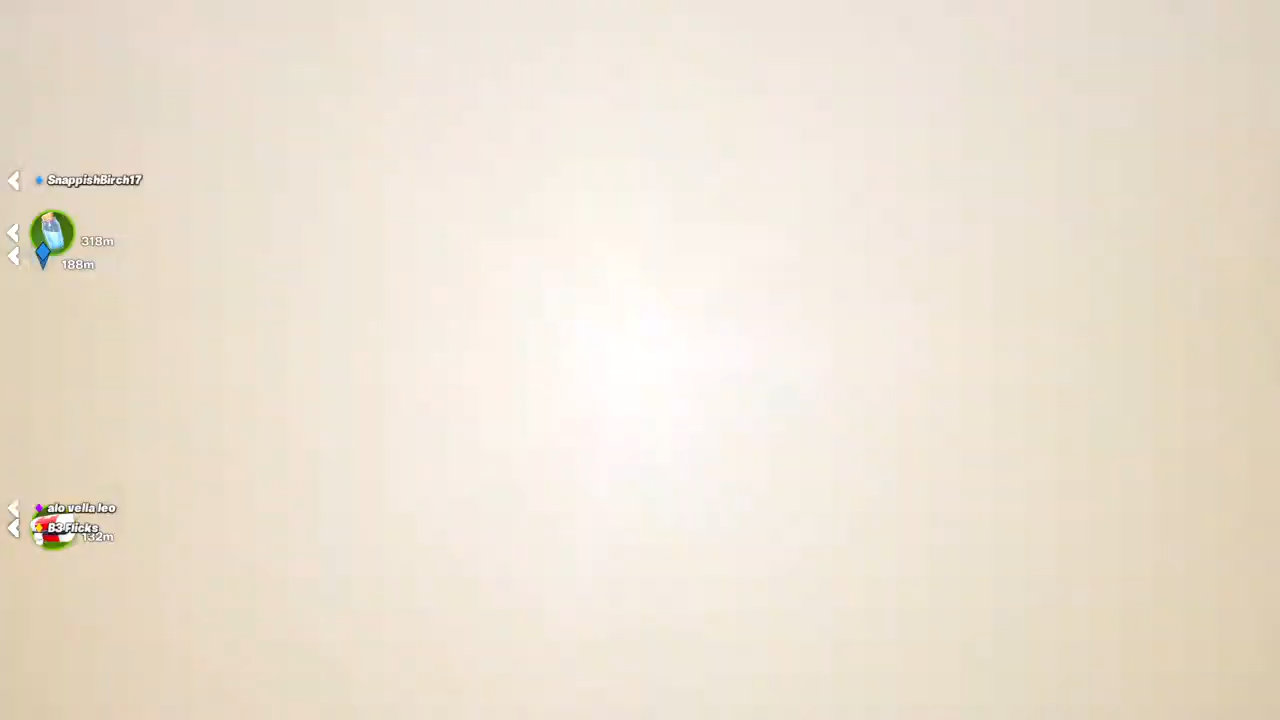 SnappishBirch17
318m
188m
alo vella leo
B3 Flicks
132m